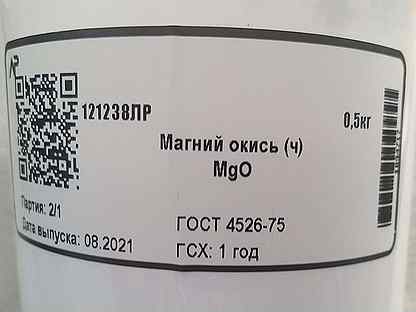 ЛР
121238ЛР
0,5кг
Магний окись (ч)
MgO
Партия: 2/1
Дата выпуска: 08.2021
ГОСТ 4526-75
ГСХ: 1 год